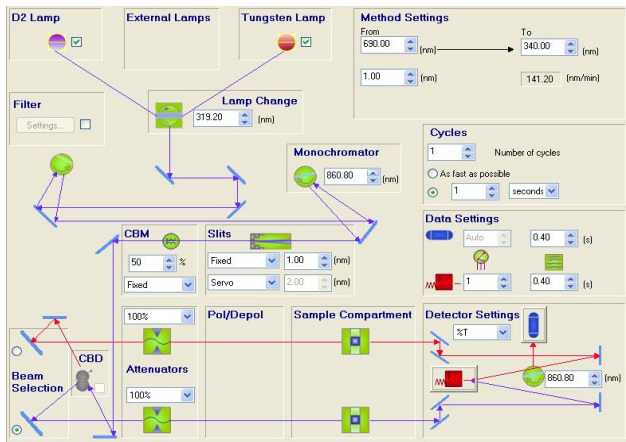 D2 Lamp
External Lamps
Tungsten Lamp
Method Settings
From
To
690.00 (nm)
340.00 (nm)
1.00 (nm)
141.20 (nm/min)
Lamp Change
319.20 (nm)
Filter
Settings...
Monochromator
860.80 (nm)
Cycles
1 Number of cycles
As fast as possible
1 seconds
CBM
50 %
Fixed
Slits
Fixed 1.00 (nm)
Servo 2.00 (nm)
Data Settings
Auto 0.40 (s)
1 0.40 (s)
100%
Pol/Depol
Sample Compartment
Detector Settings
%T
CBD
Beam
Selection
Attenuators
100%
860.80 (nm)